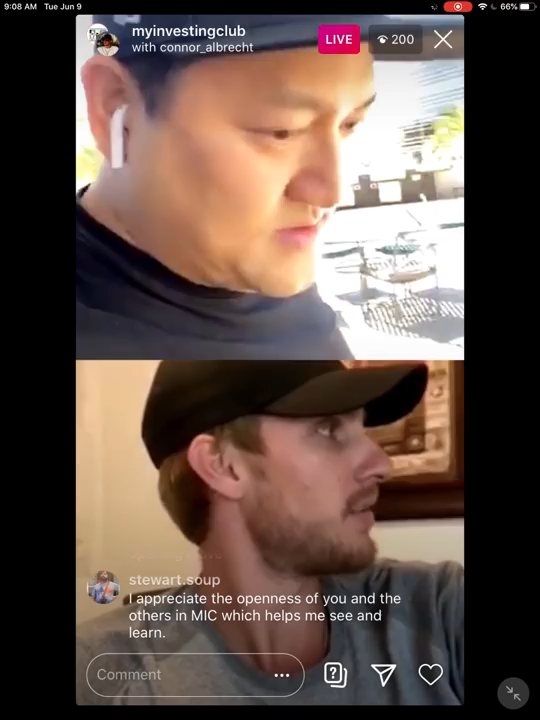 9:08 AM Tue Jun 9
66%
myinvestingclub
with connor_albrecht
LIVE
200
stewart.soup
I appreciate the openness of you and the
others in MIC which helps me see and
learn.
Comment